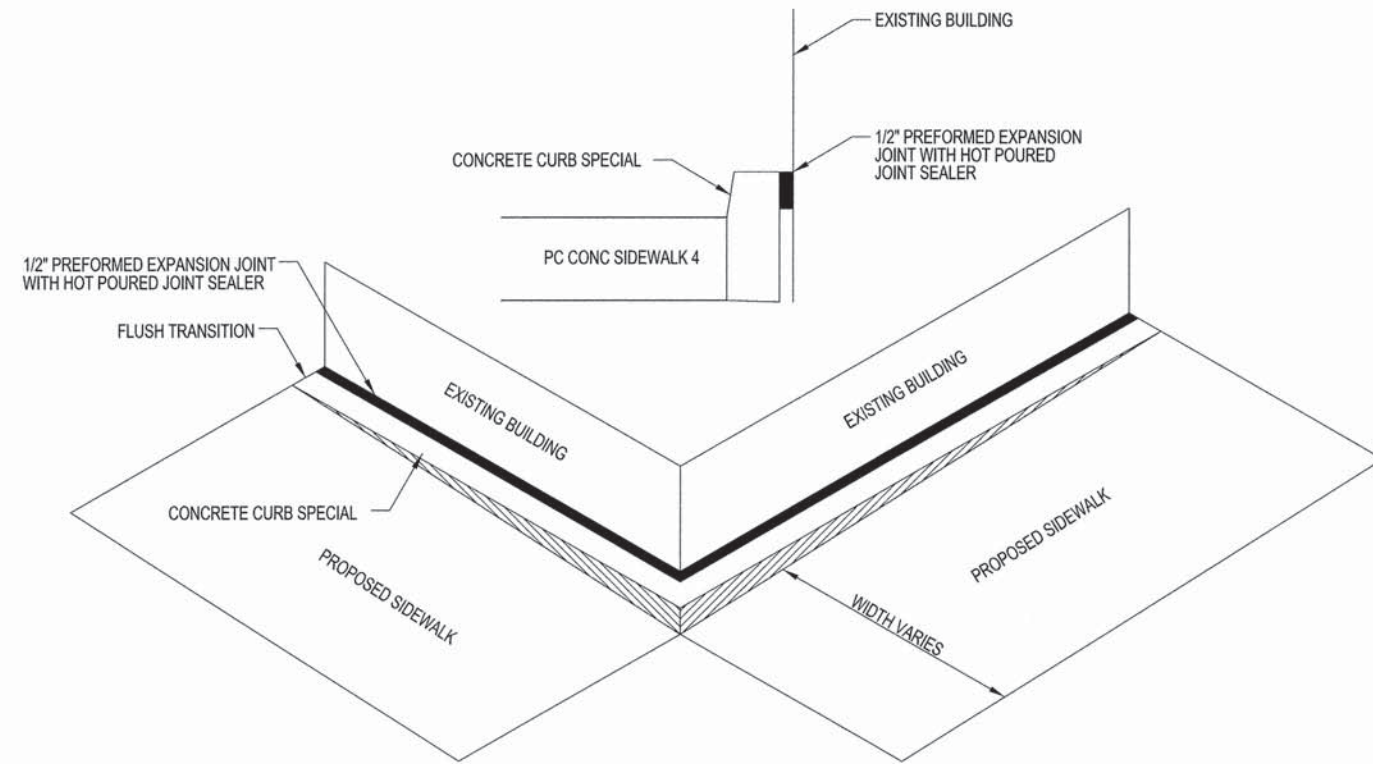 EXISTING BUILDING
1/2" PREFORMED EXPANSION
JOINT WITH HOT POURED
JOINT SEALER
CONCRETE CURB SPECIAL
PC CONC SIDEWALK 4
1/2" PREFORMED EXPANSION JOINT
WITH HOT POURED JOINT SEALER
FLUSH TRANSITION
EXISTING BUILDING
EXISTING BUILDING
CONCRETE CURB SPECIAL
PROPOSED SIDEWALK
PROPOSED SIDEWALK
WIDTH VARIES